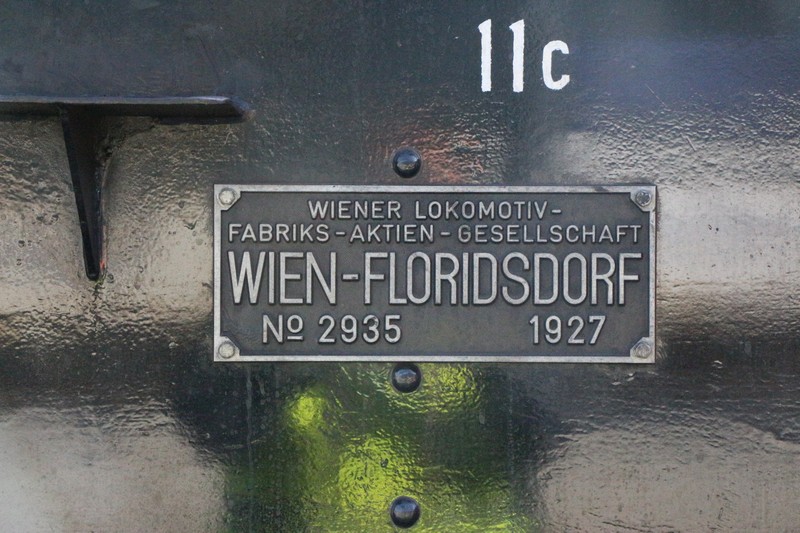 11c
WIENER LOKOMOTIV-
FABRIKS-AKTIEN-GESELLSCHAFT
WIEN-FLORIDSDORF
Nº 2935 1927